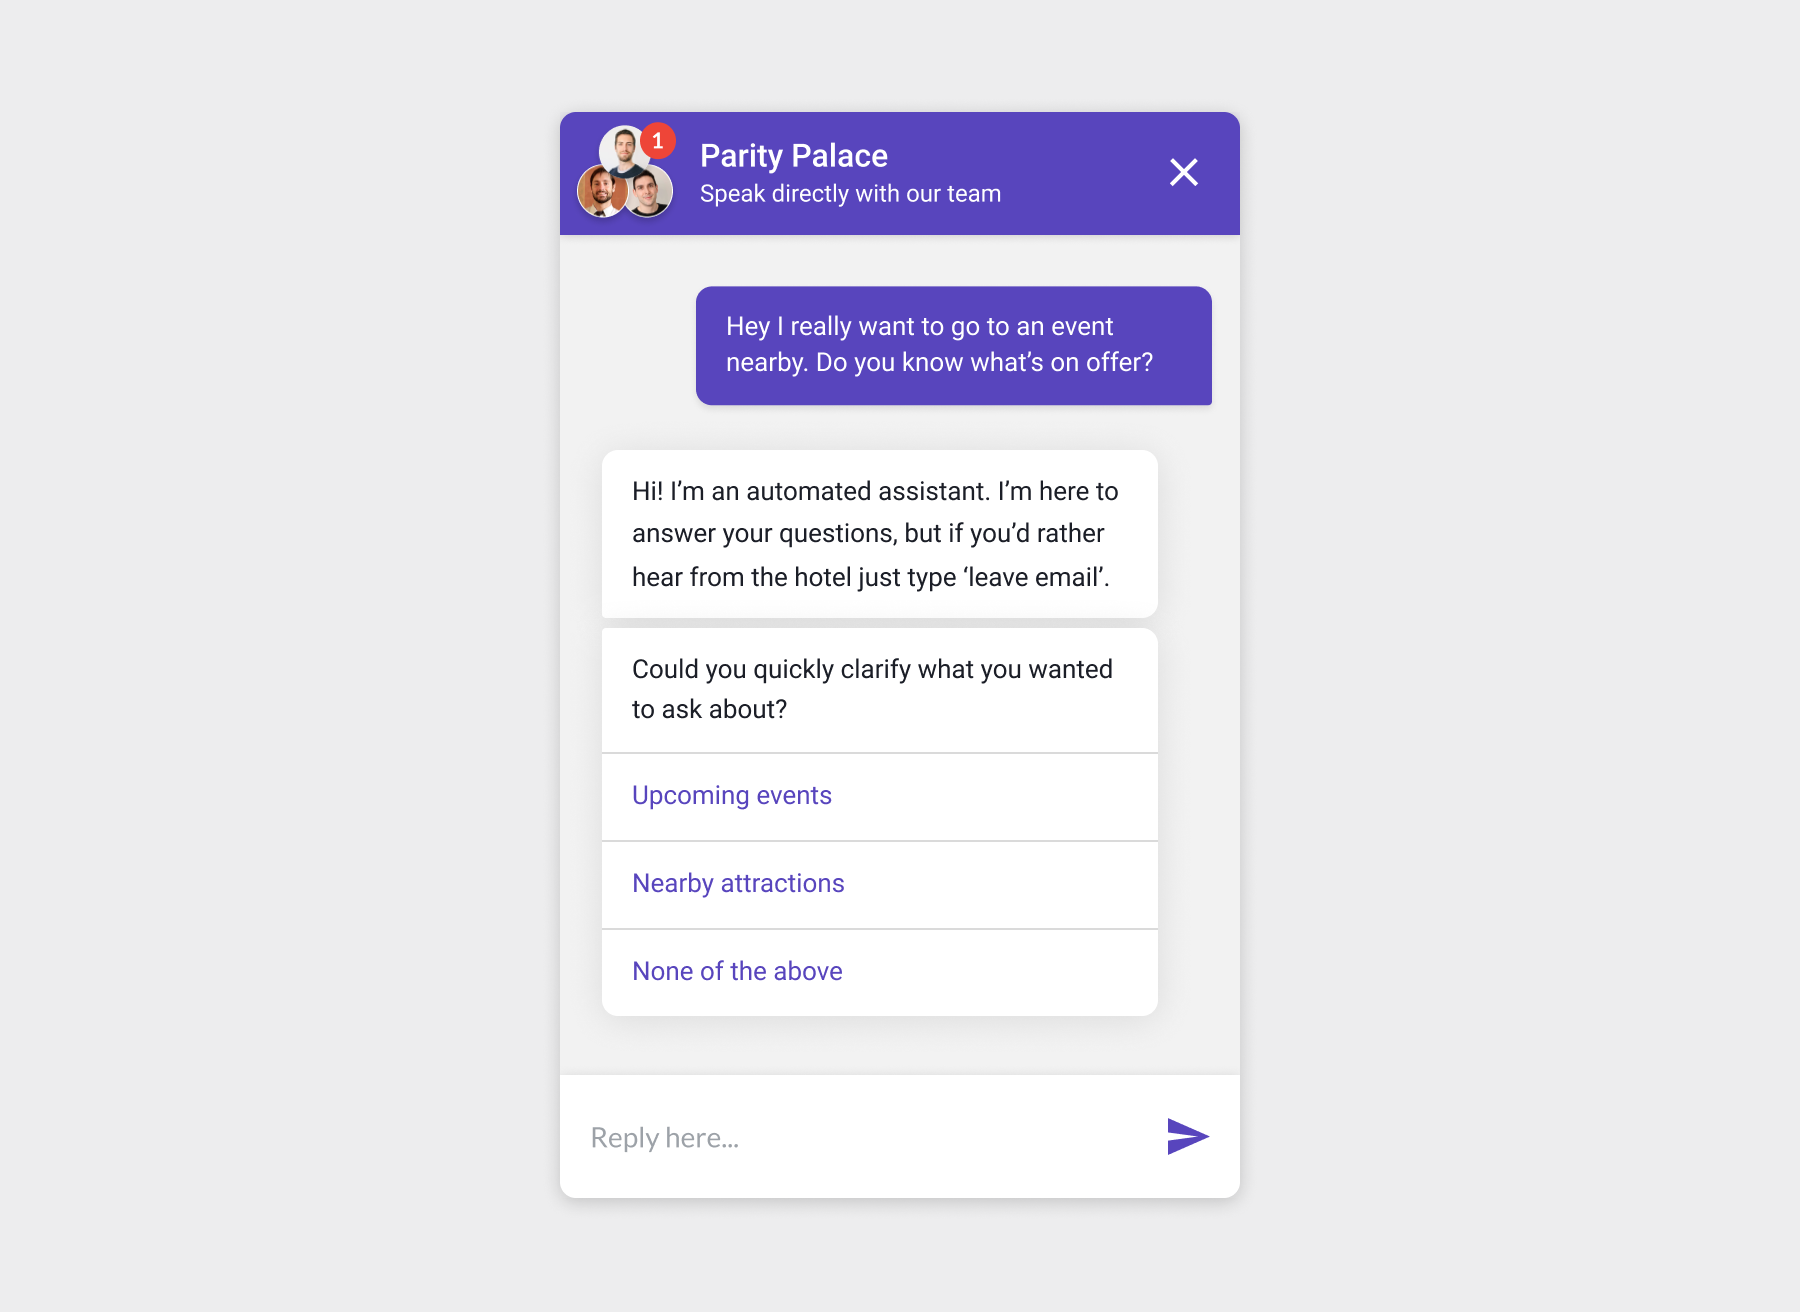 1
Parity Palace
Speak directly with our team
Hey I really want to go to an event
nearby. Do you know what’s on offer?
Hi! I’m an automated assistant. I’m here to
answer your questions, but if you’d rather
hear from the hotel just type ‘leave email’.
Could you quickly clarify what you wanted
to ask about?
Upcoming events
Nearby attractions
None of the above
Reply here...